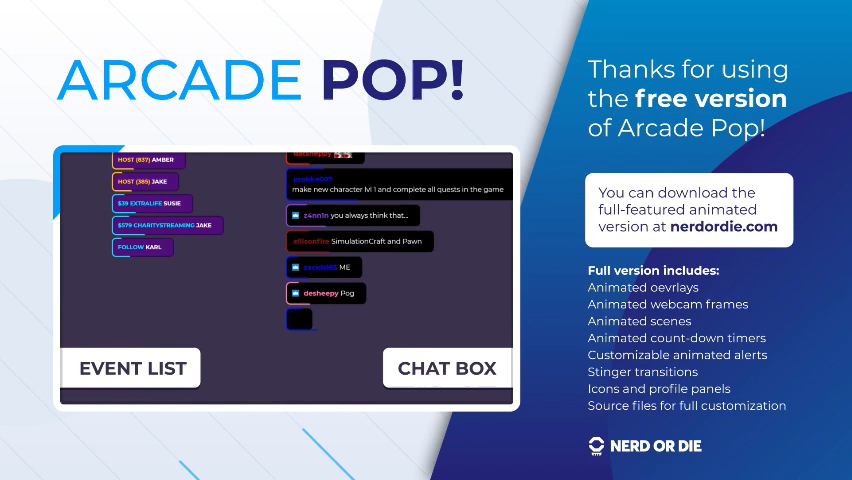 ARCADE POP!
HOST (837) AMBER
HOST (385) JAKE
$39 EXTRALIFE SUSIE
$579 CHARITYSTREAMING JAKE
FOLLOW KARL
make new character lvl 1 and complete all quests in the game
z4nn1n you always think that...
SimulationCraft and Pawn
ME
desheepy Pog
EVENT LIST
CHAT BOX
Thanks for using
the free version
of Arcade Pop!
You can download the
full-featured animated
version at nerdordie.com
Full version includes:
Animated oevrlays
Animated webcam frames
Animated scenes
Animated count-down timers
Customizable animated alerts
Stinger transitions
Icons and profile panels
Source files for full customization
NERD OR DIE